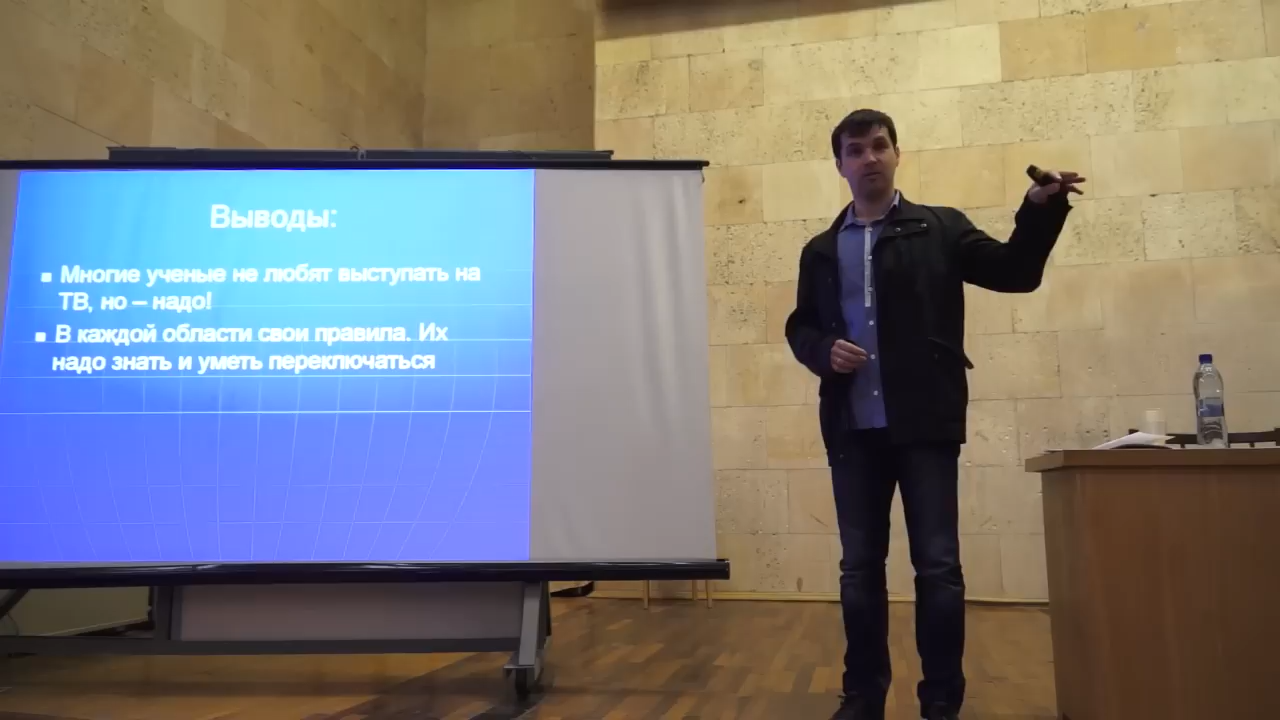 Выводы:
Многие ученые не любят выступать на
ТВ, но – надо!
В каждой области свои правила. Их
надо знать и уметь переключаться